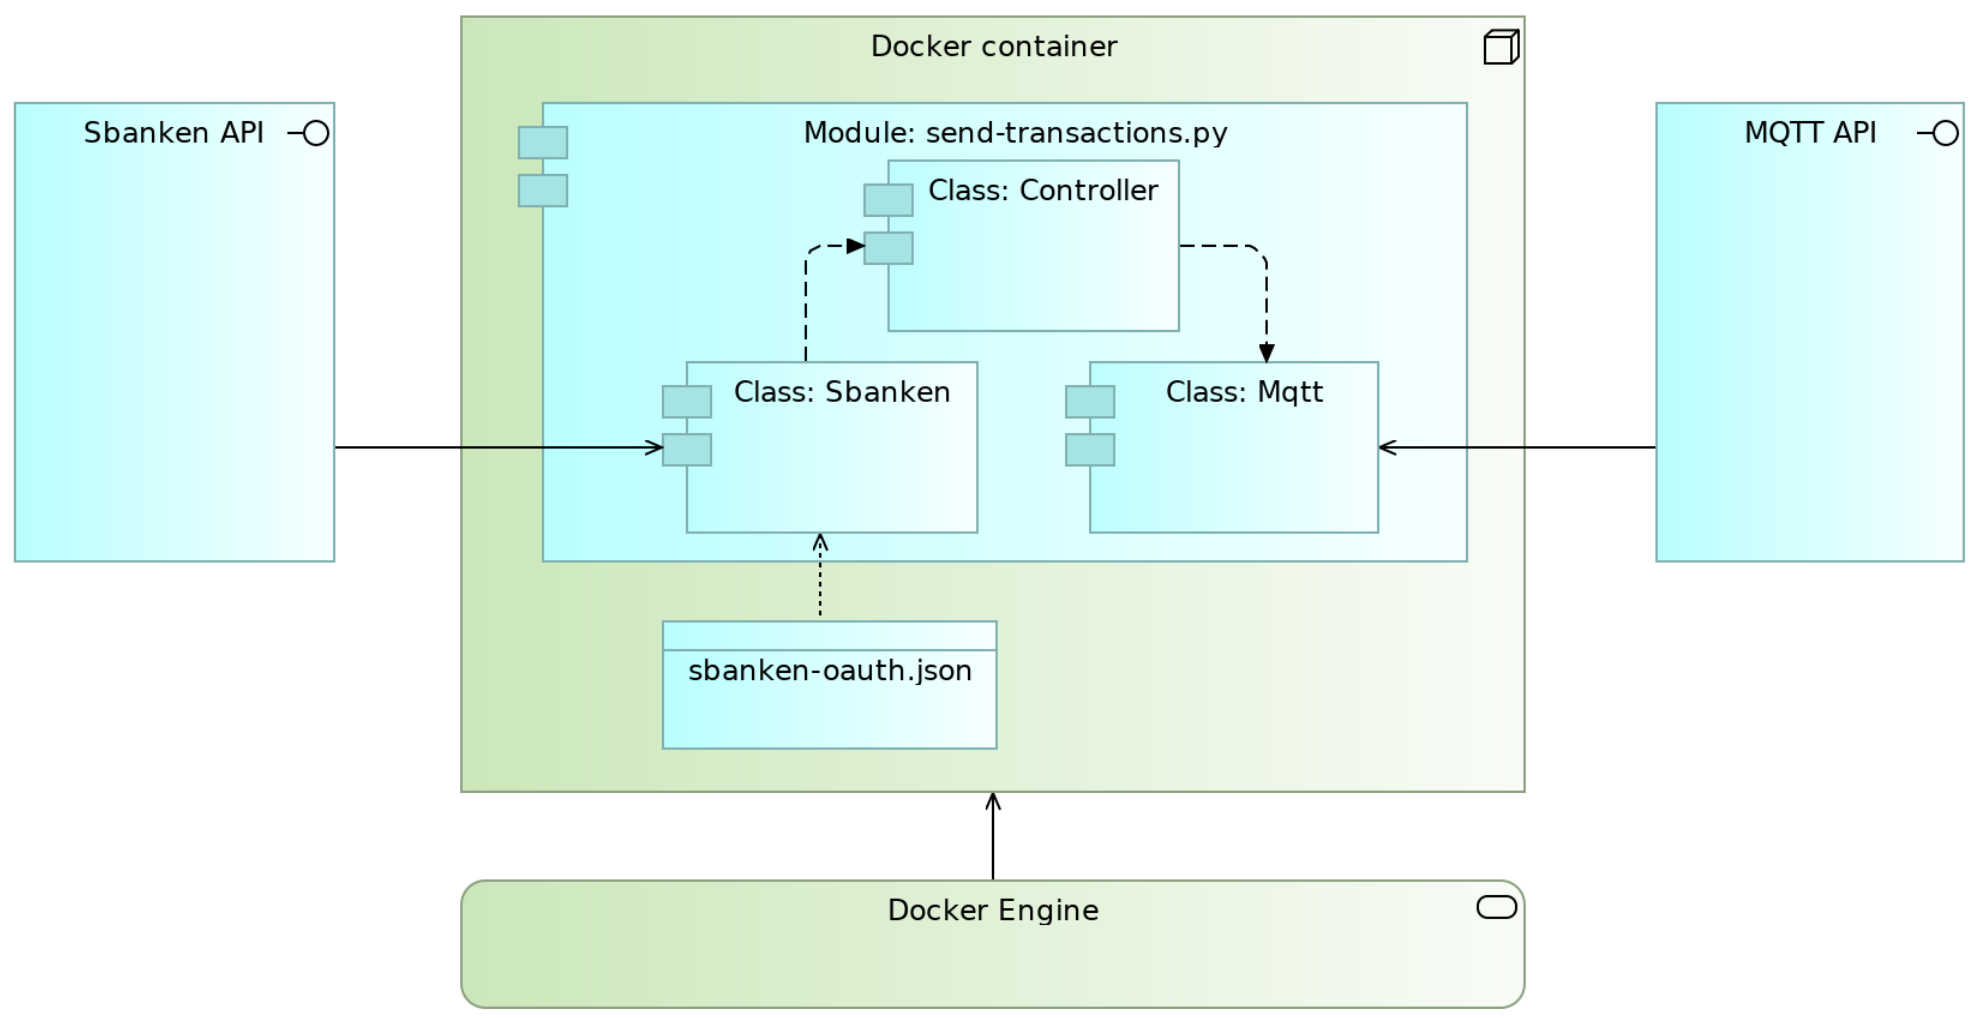 Docker container
Sbanken API
Module: send-transactions.py
MQTT API
Class: Controller
Class: Sbanken
Class: Mqtt
sbanken-oauth.json
Docker Engine